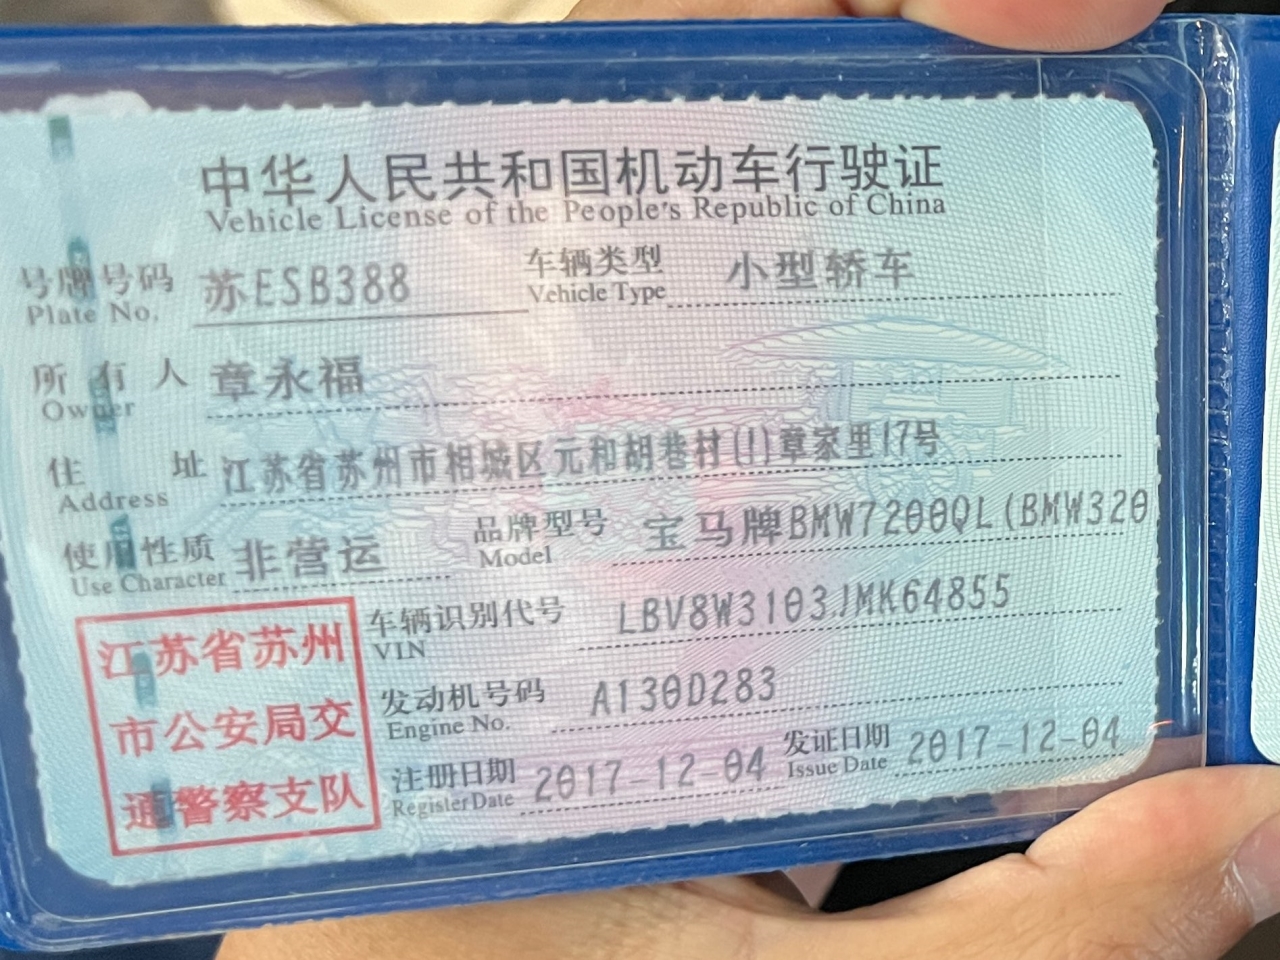 中华人民共和国机动车行驶证
Vehicle License of the People's Republic of China
号牌号码 苏ESB388 车辆类型 小型轿车
Plate No. Vehicle Type
所有人 章永福
Owner
住址 江苏省苏州市相城区元和胡巷村(1)章家里17号
Address
使用性质 非营运 品牌型号 宝马牌BMW7200QL(BMW320
Use Character Model
车辆识别代号 LBV8W3103JMK64855
VIN
发动机号码 A130D283
Engine No.
注册日期 2017-12-04 发证日期 2017-12-04
Register Date Issue Date
江苏省苏州
市公安局交
通警察支队